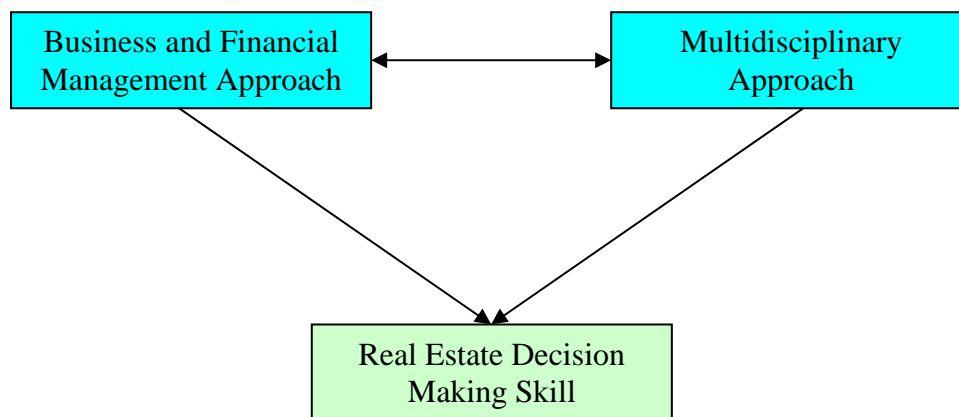 Business and Financial
Management Approach
Multidisciplinary
Approach
Real Estate Decision
Making Skill